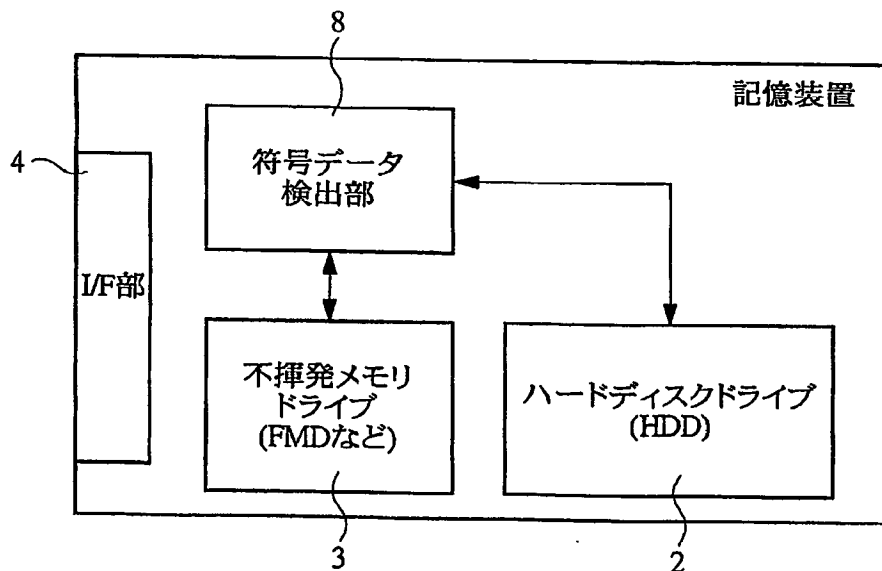 8
記憶装置
4
符号データ
検出部
I/F部
不揮発メモリ
ドライブ
(FMDなど)
ハードディスクドライブ
(HDD)
3
2